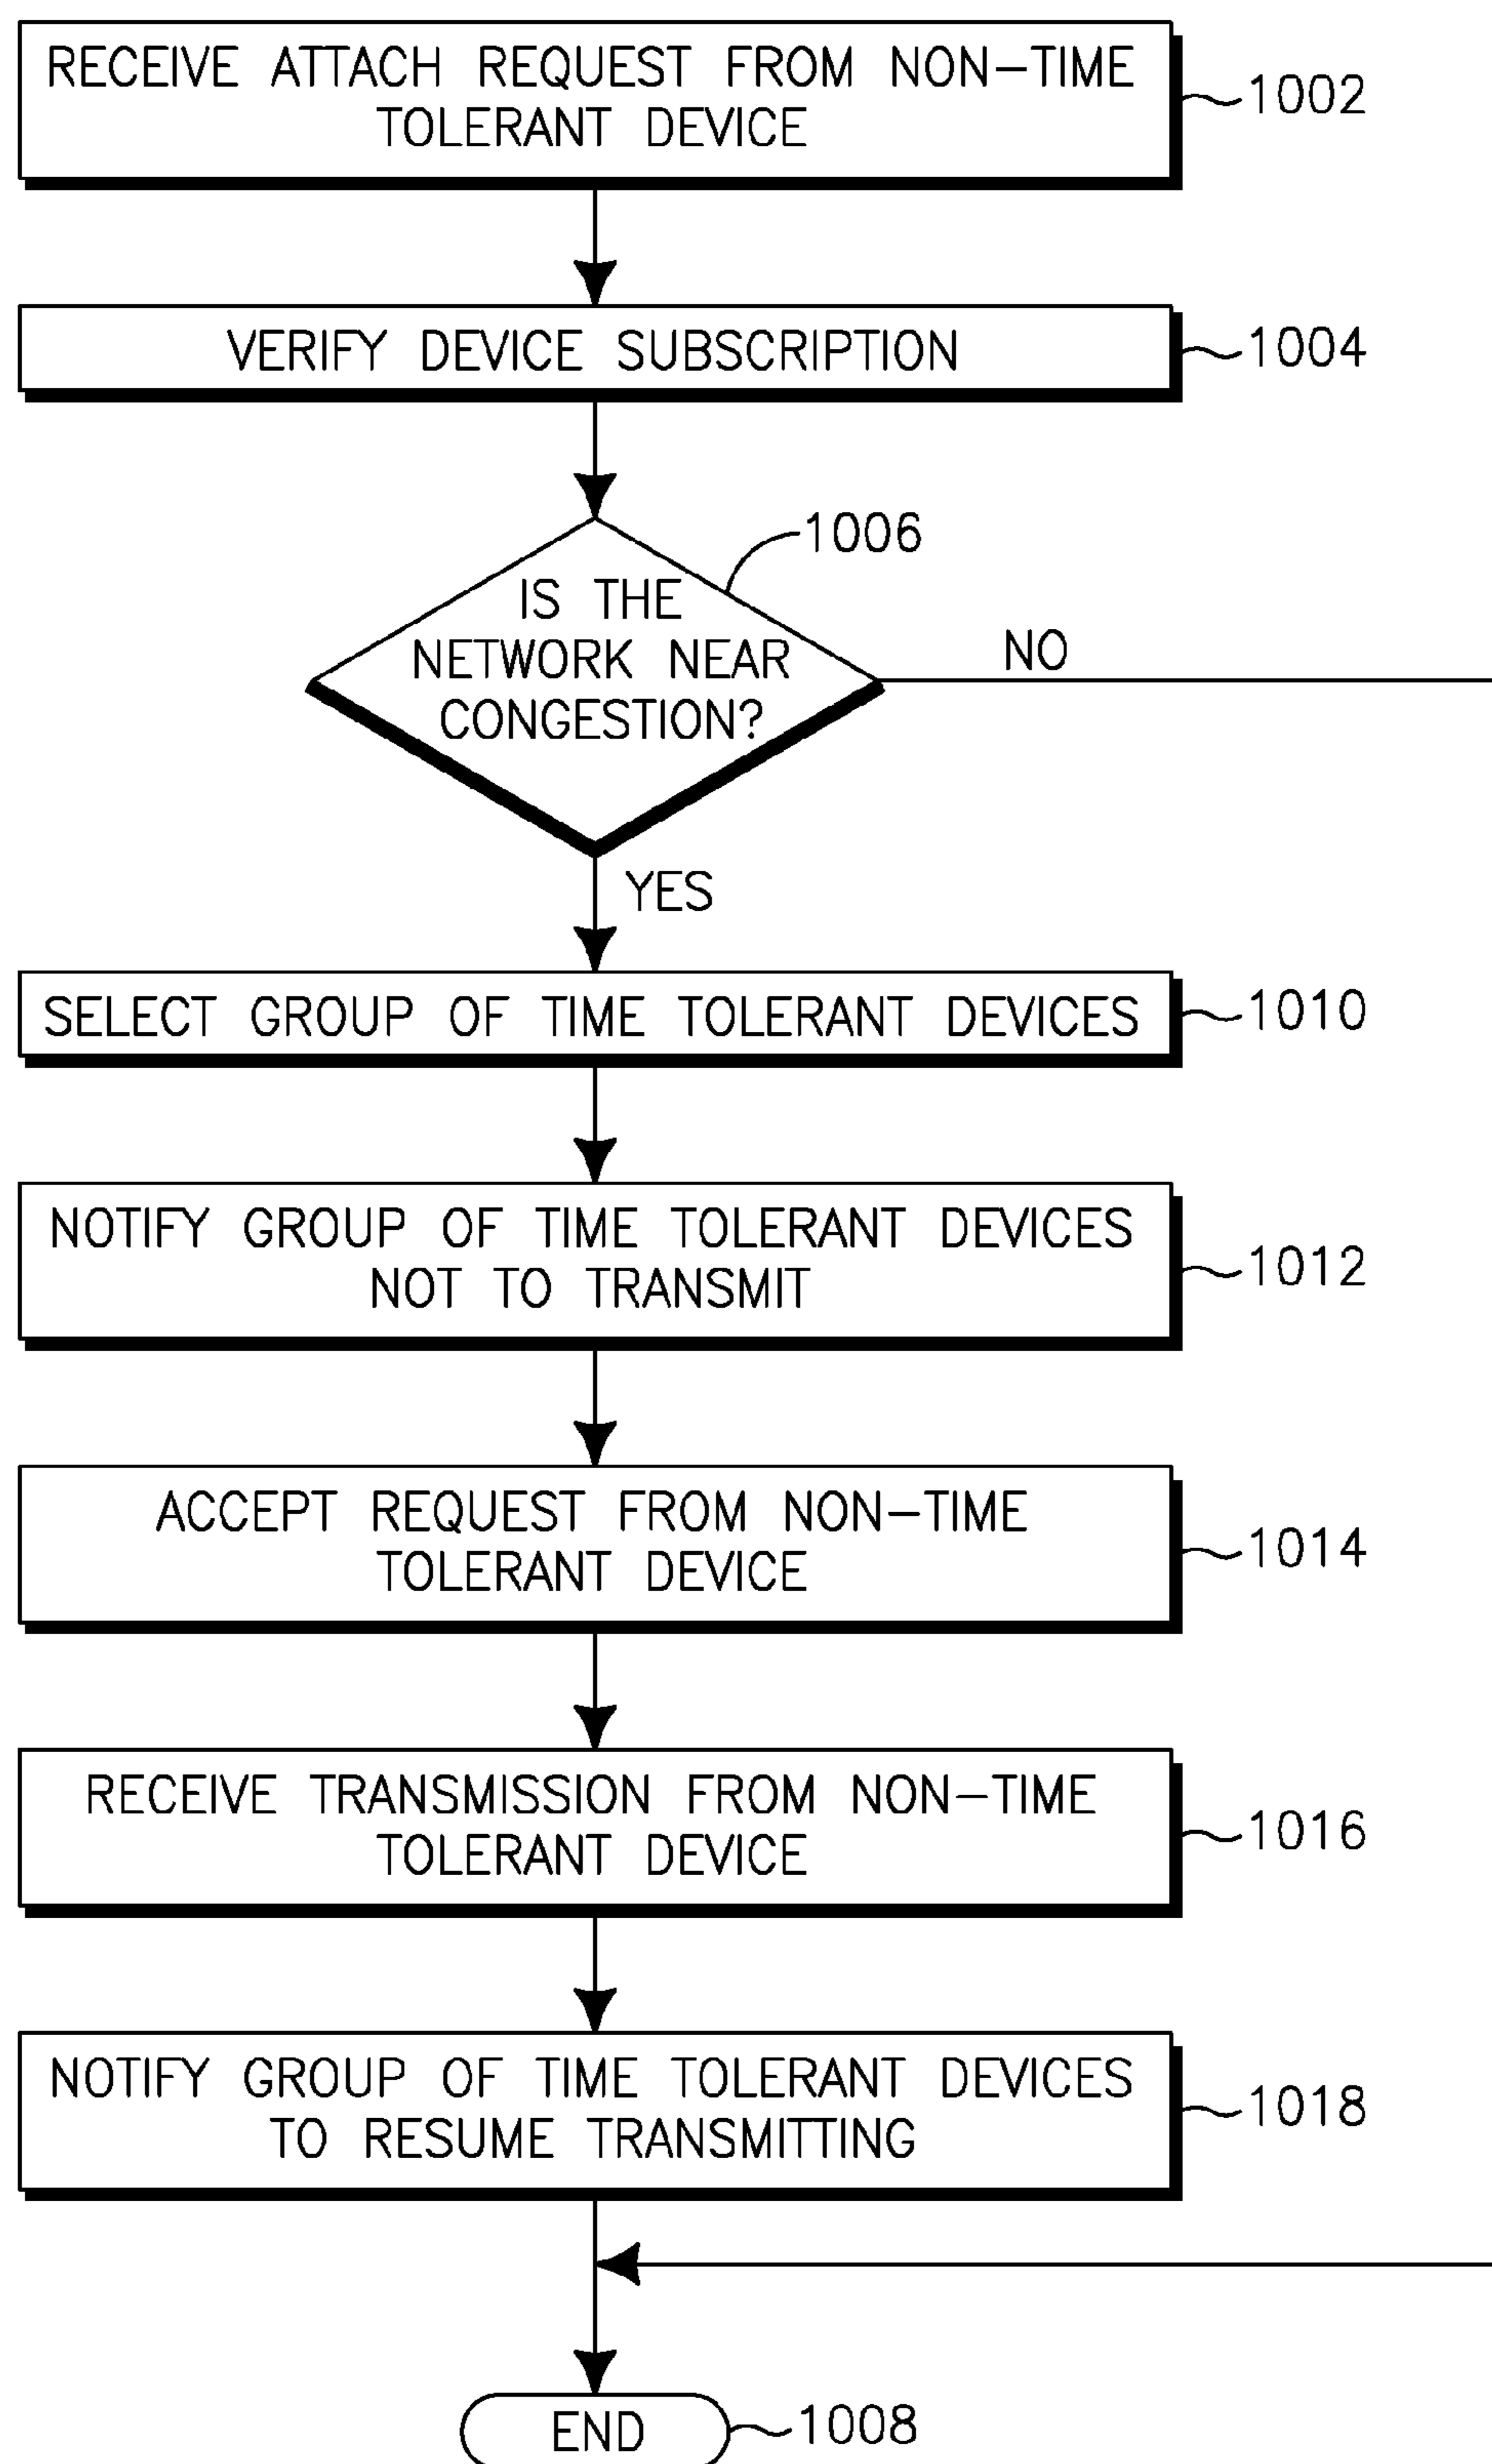 RECEIVE ATTACH REQUEST FROM NON-TIME
TOLERANT DEVICE
1002
VERIFY DEVICE SUBSCRIPTION
1004
1006
IS THE
NETWORK NEAR
CONGESTION?
NO
YES
SELECT GROUP OF TIME TOLERANT DEVICES
1010
NOTIFY GROUP OF TIME TOLERANT DEVICES
NOT TO TRANSMIT
1012
ACCEPT REQUEST FROM NON-TIME
TOLERANT DEVICE
1014
RECEIVE TRANSMISSION FROM NON-TIME
TOLERANT DEVICE
1016
NOTIFY GROUP OF TIME TOLERANT DEVICES
TO RESUME TRANSMITTING
1018
END
1008